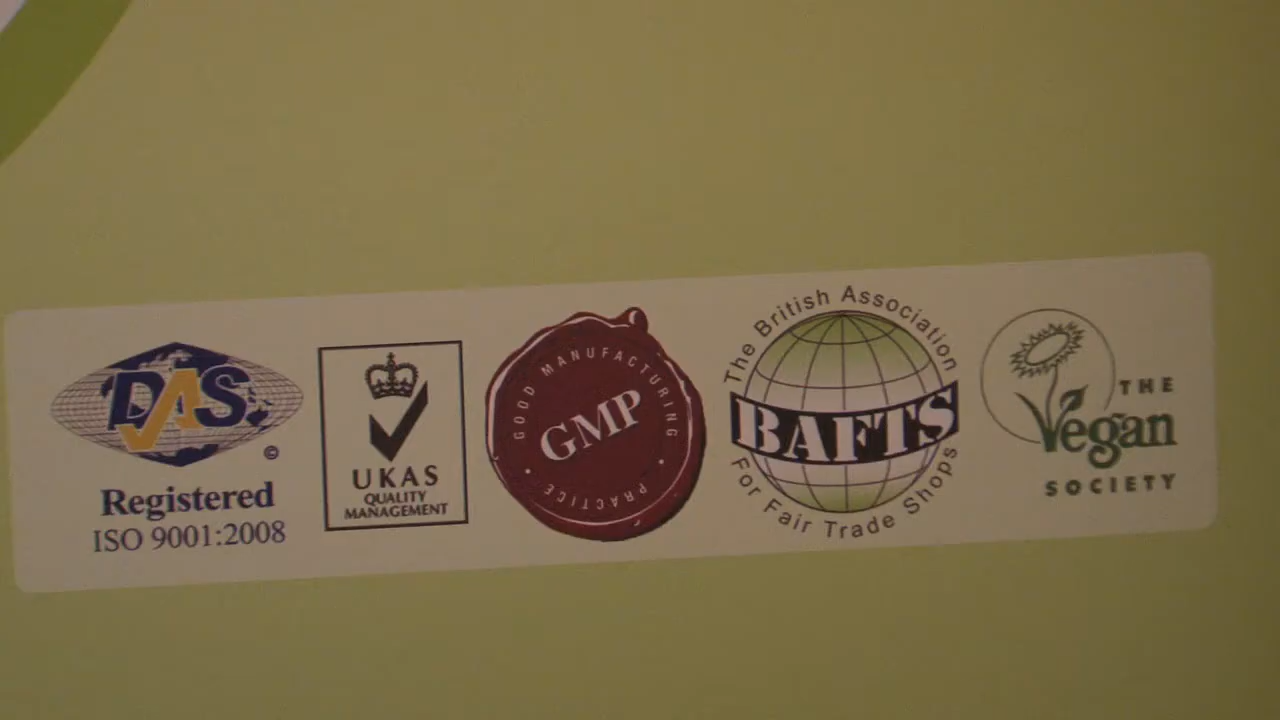 DAS
©
Registered
ISO 9001:2008
UKAS
QUALITY
MANAGEMENT
GOOD MANUFACTURING
GMP
PRACTICE
The British Association
BAFTS
For Fair Trade Shops
THE
Vegan
SOCIETY